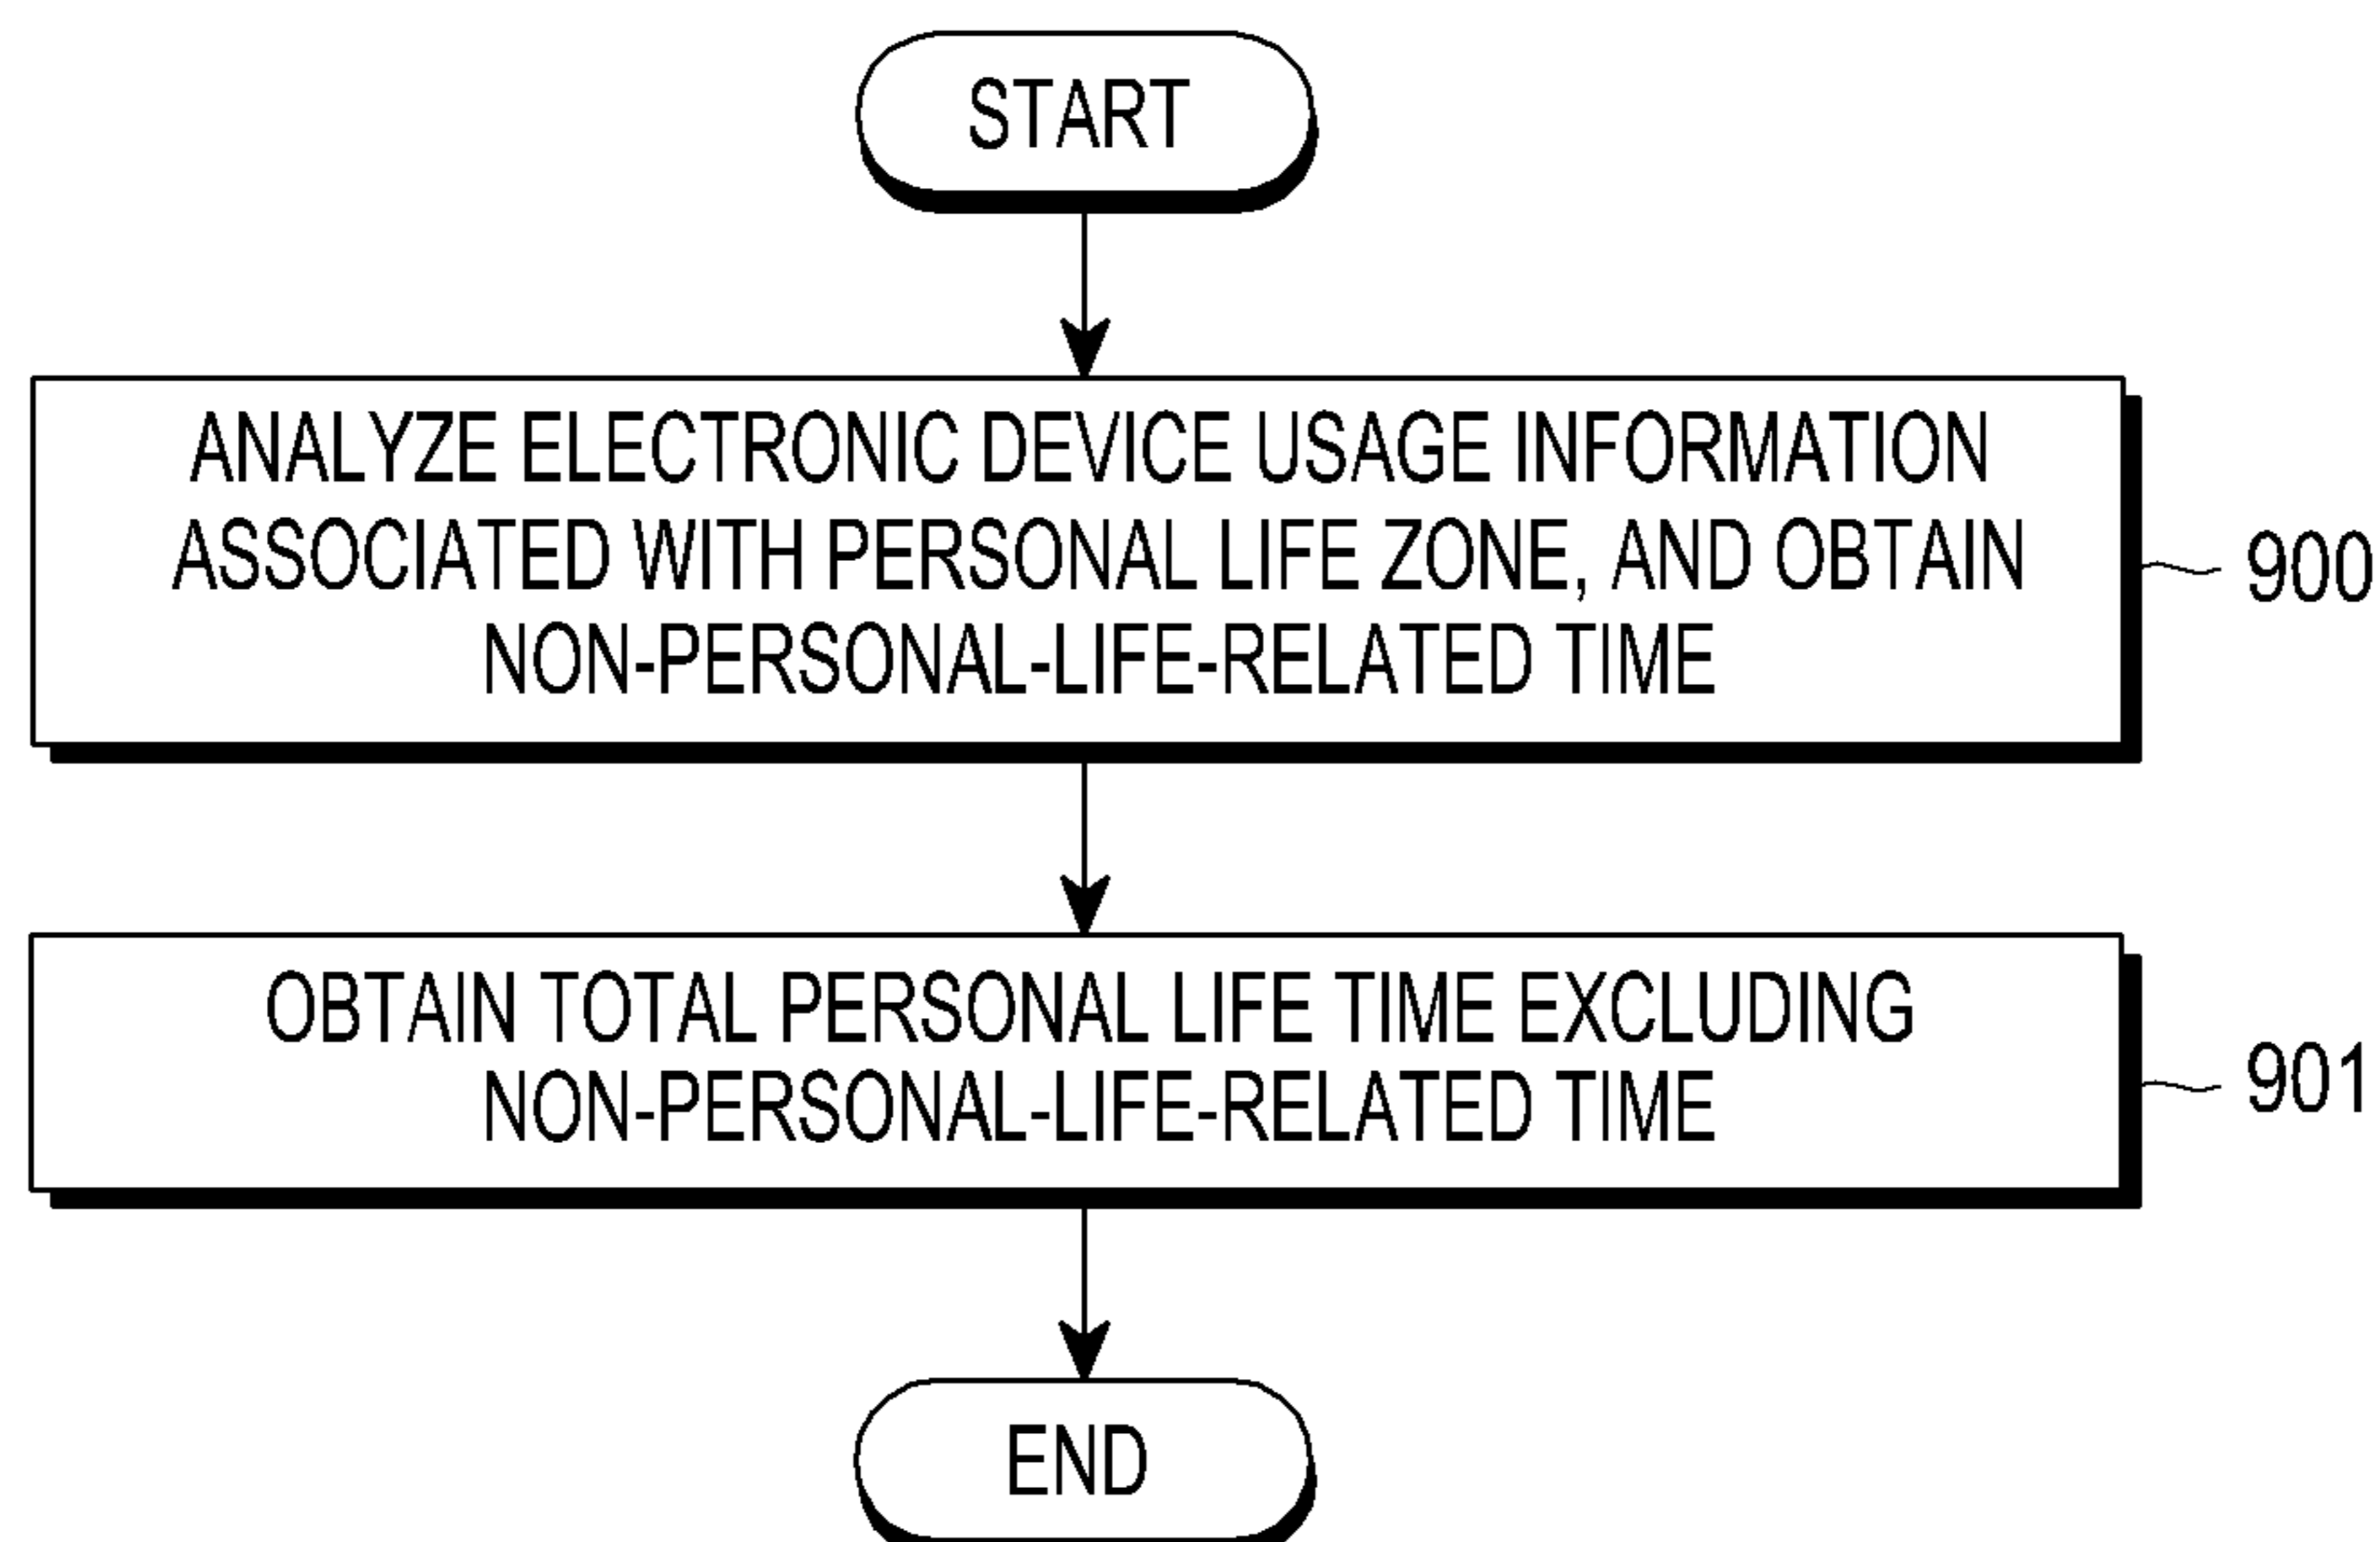 START
ANALYZE ELECTRONIC DEVICE USAGE INFORMATION
ASSOCIATED WITH PERSONAL LIFE ZONE, AND OBTAIN
NON-PERSONAL-LIFE-RELATED TIME
900
OBTAIN TOTAL PERSONAL LIFE TIME EXCLUDING
NON-PERSONAL-LIFE-RELATED TIME
901
END